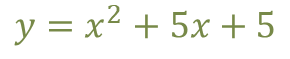 y = x² + 5x + 5